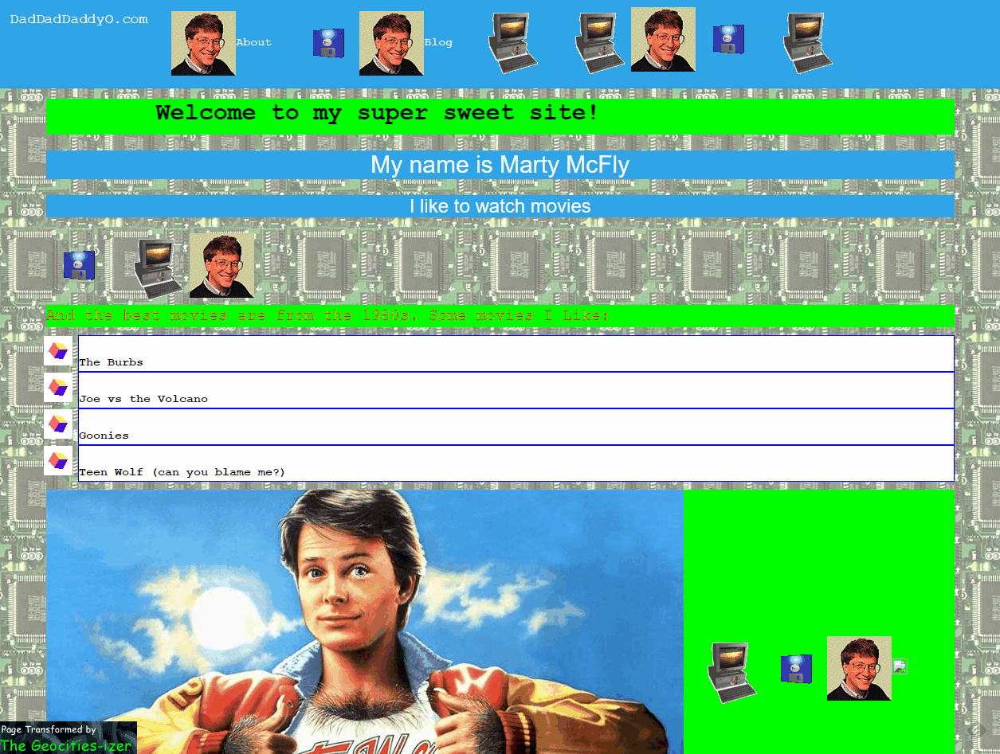 DadDadDaddyO.com
About
Blog
Welcome to my super sweet site!
My name is Marty McFly
I like to watch movies
And the best movies are from the 1980s. Some movies I Like:
The Burbs
Joe vs the Volcano
Goonies
Teen Wolf (can you blame me?)
Page Transformed by
The Geocities-izer